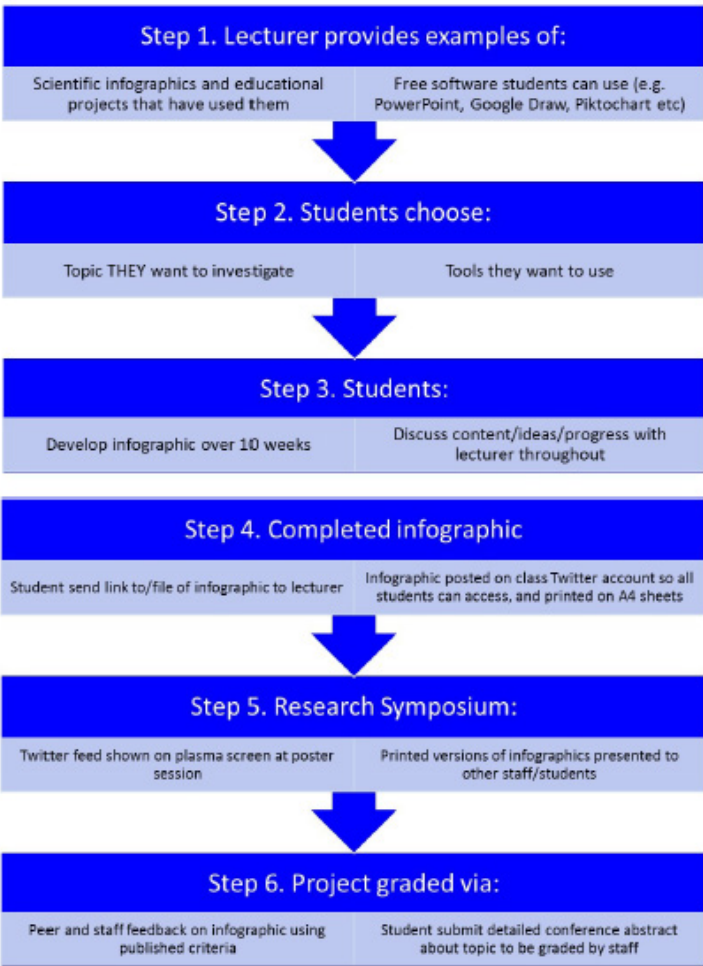 Step 1. Lecturer provides examples of:
Scientific infographics and educational
projects that have used them
Free software students can use (e.g.
PowerPoint, Google Draw, Piktochart etc)
Step 2. Students choose:
Topic THEY want to investigate
Tools they want to use
Step 3. Students:
Develop infographic over 10 weeks
Discuss content/ideas/progress with
lecturer throughout
Step 4. Completed infographic
Student send link to/file of infographic to lecturer
Infographic posted on class Twitter account so all
students can access, and printed on A4 sheets
Step 5. Research Symposium:
Twitter feed shown on plasma screen at poster
session
Printed versions of infographics presented to
other staff/students
Step 6. Project graded via:
Peer and staff feedback on infographic using
published criteria
Student submit detailed conference abstract
about topic to be graded by staff